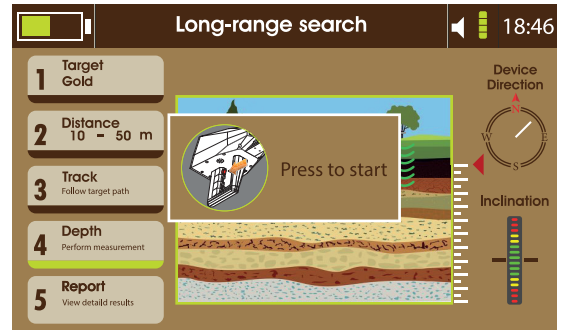 Long-range search
18:46
1
Target
Gold
2
Distance
10 - 50 m
3
Track
Follow target path
4
Depth
Perform measurement
5
Report
View detaild results
Press to start
Device
Direction
N
W
E
S
Inclination